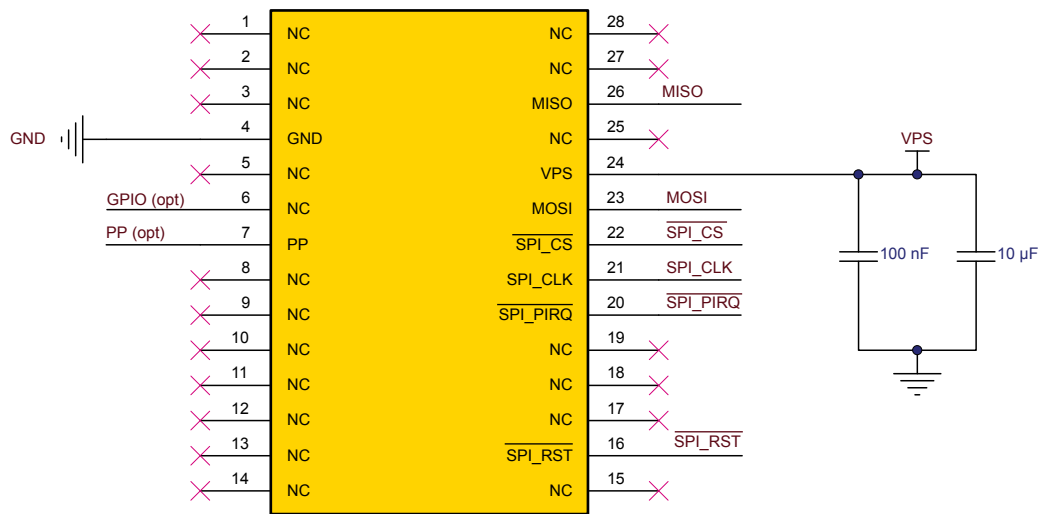 1 NC NC 28
2 NC NC 27
3 NC MISO 26 MISO
GND 4 GND NC 25
VPS
5 NC VPS 24
GPIO (opt) 6 NC MOSI 23 MOSI
PP (opt) 7 PP SPI_CS 22 SPI_CS
100 nF 10 µF
8 NC SPI_CLK 21 SPI_CLK
9 NC SPI_PIRQ 20 SPI_PIRQ
10 NC NC 19
11 NC NC 18
12 NC NC 17
13 NC SPI_RST 16 SPI_RST
14 NC NC 15